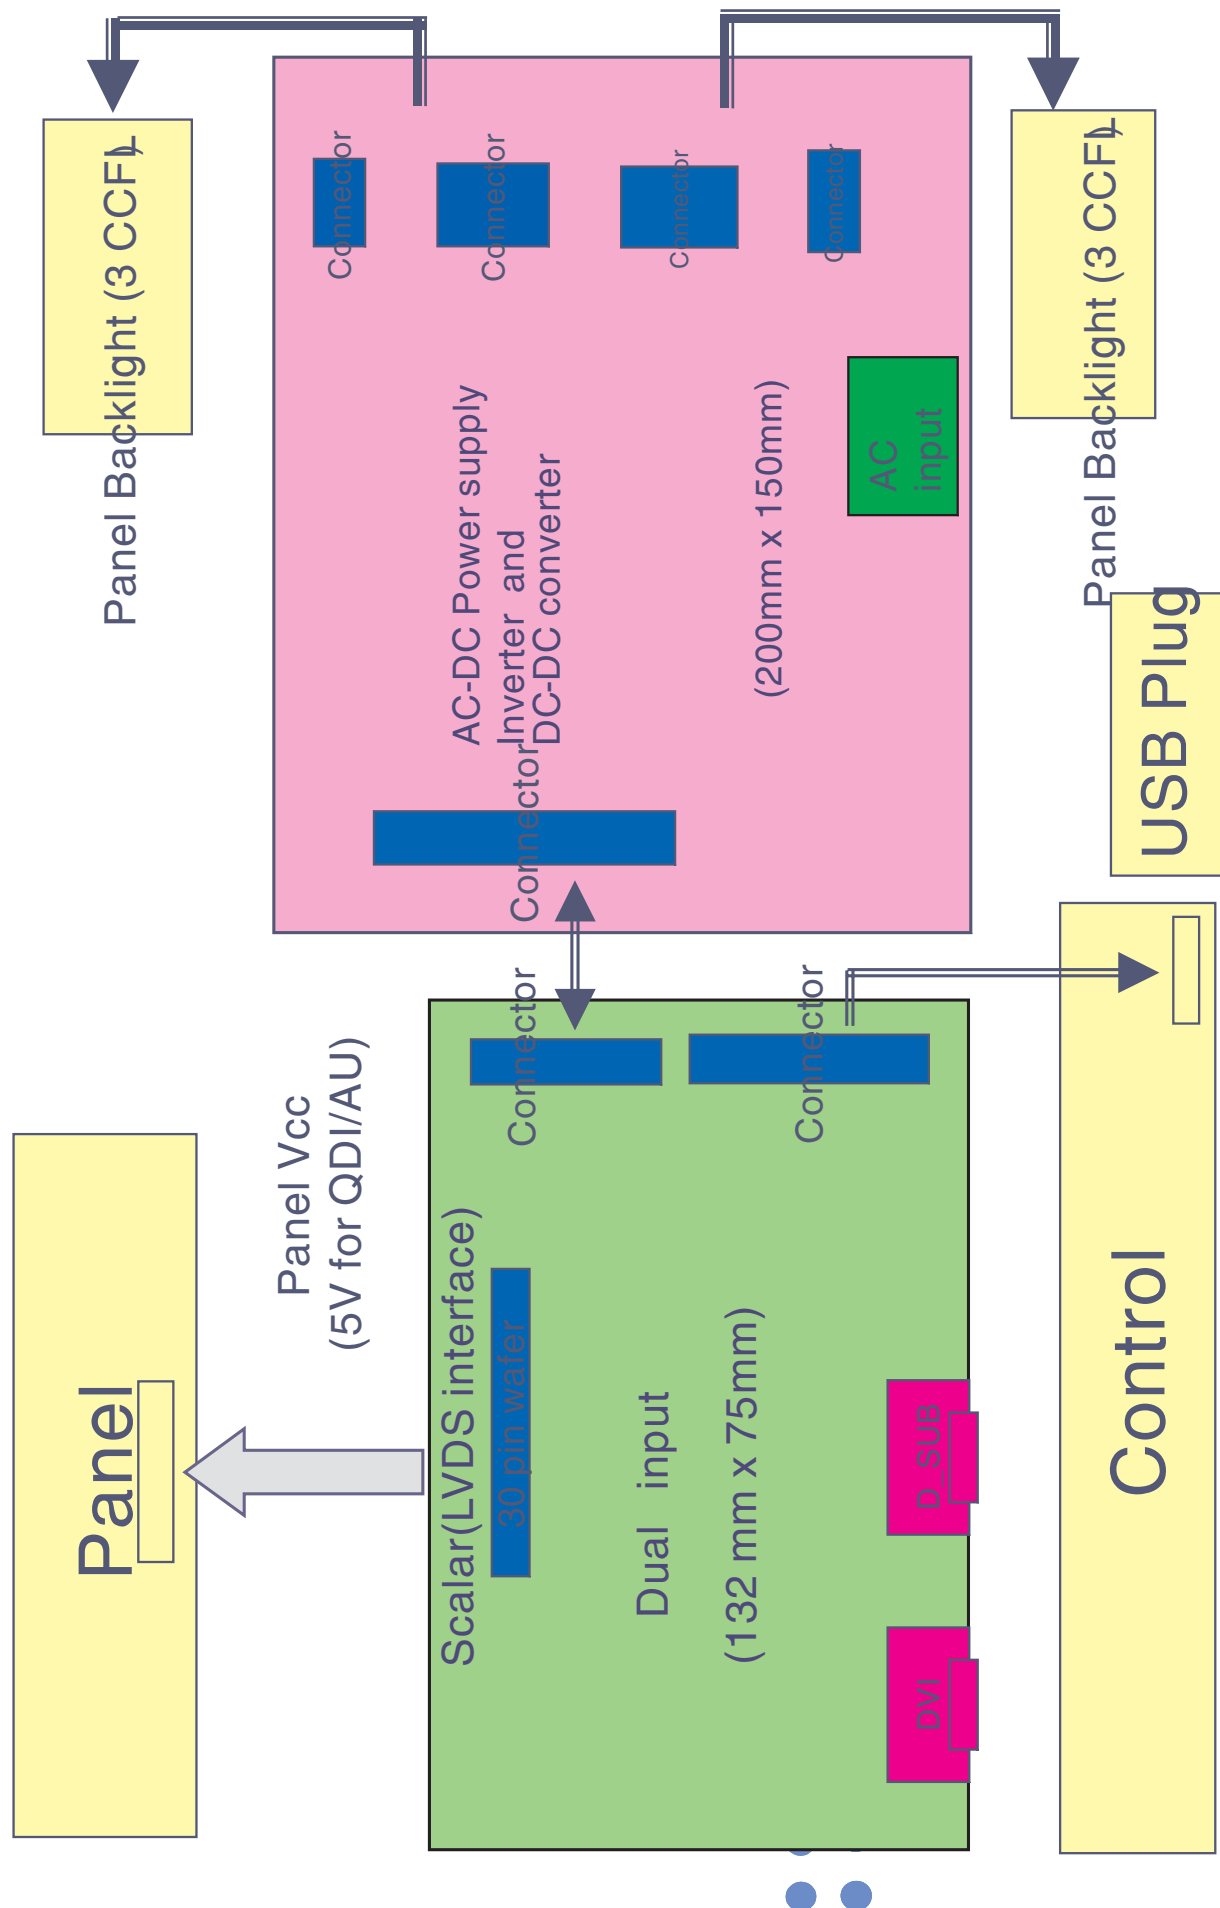 Panel
Panel Vcc
(5V for QDI/AU)
Scalar(LVDS interface)
30 pin wafer
Dual input
(132 mm x 75mm)
DVI
D_SUB
Connector
Connector
Control
Panel Backlight (3 CCFL)
Connector
AC-DC Power supply
Inverter and
DC-DC converter
(200mm x 150mm)
AC
input
Connector
Connector
Connector
Connector
USB Plug
Panel Backlight (3 CCFL)